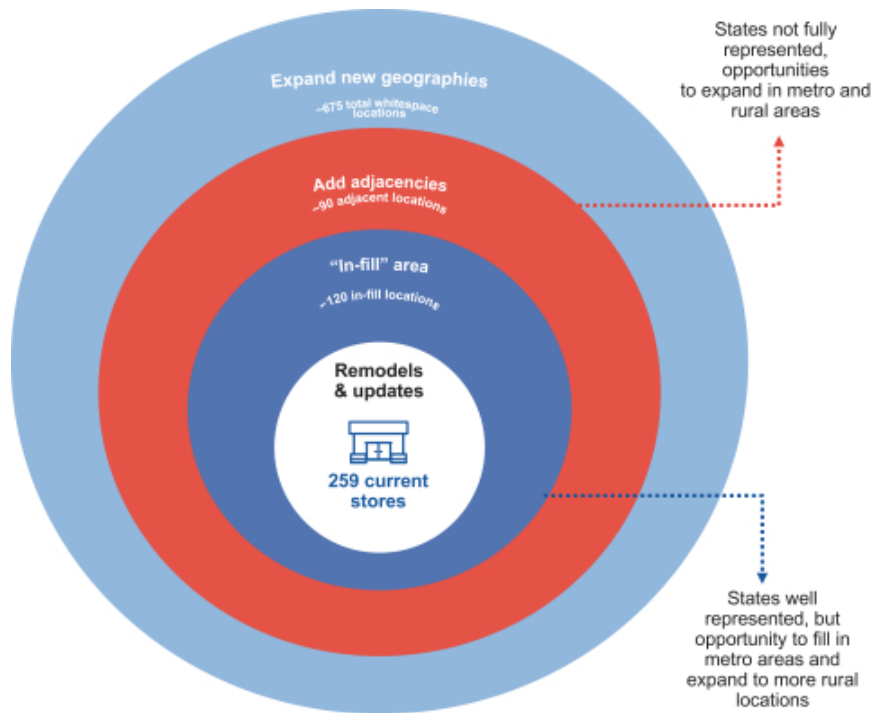 Expand new geographies
~675 total whitespace
locations
Add adjacencies
~90 adjacent locations
“In-fill” area
~120 in-fill locations
Remodels
& updates
259 current
stores
States not fully
represented,
opportunities
to expand in metro and
rural areas
States well
represented, but
opportunity to fill in
metro areas and
expand to more rural
locations